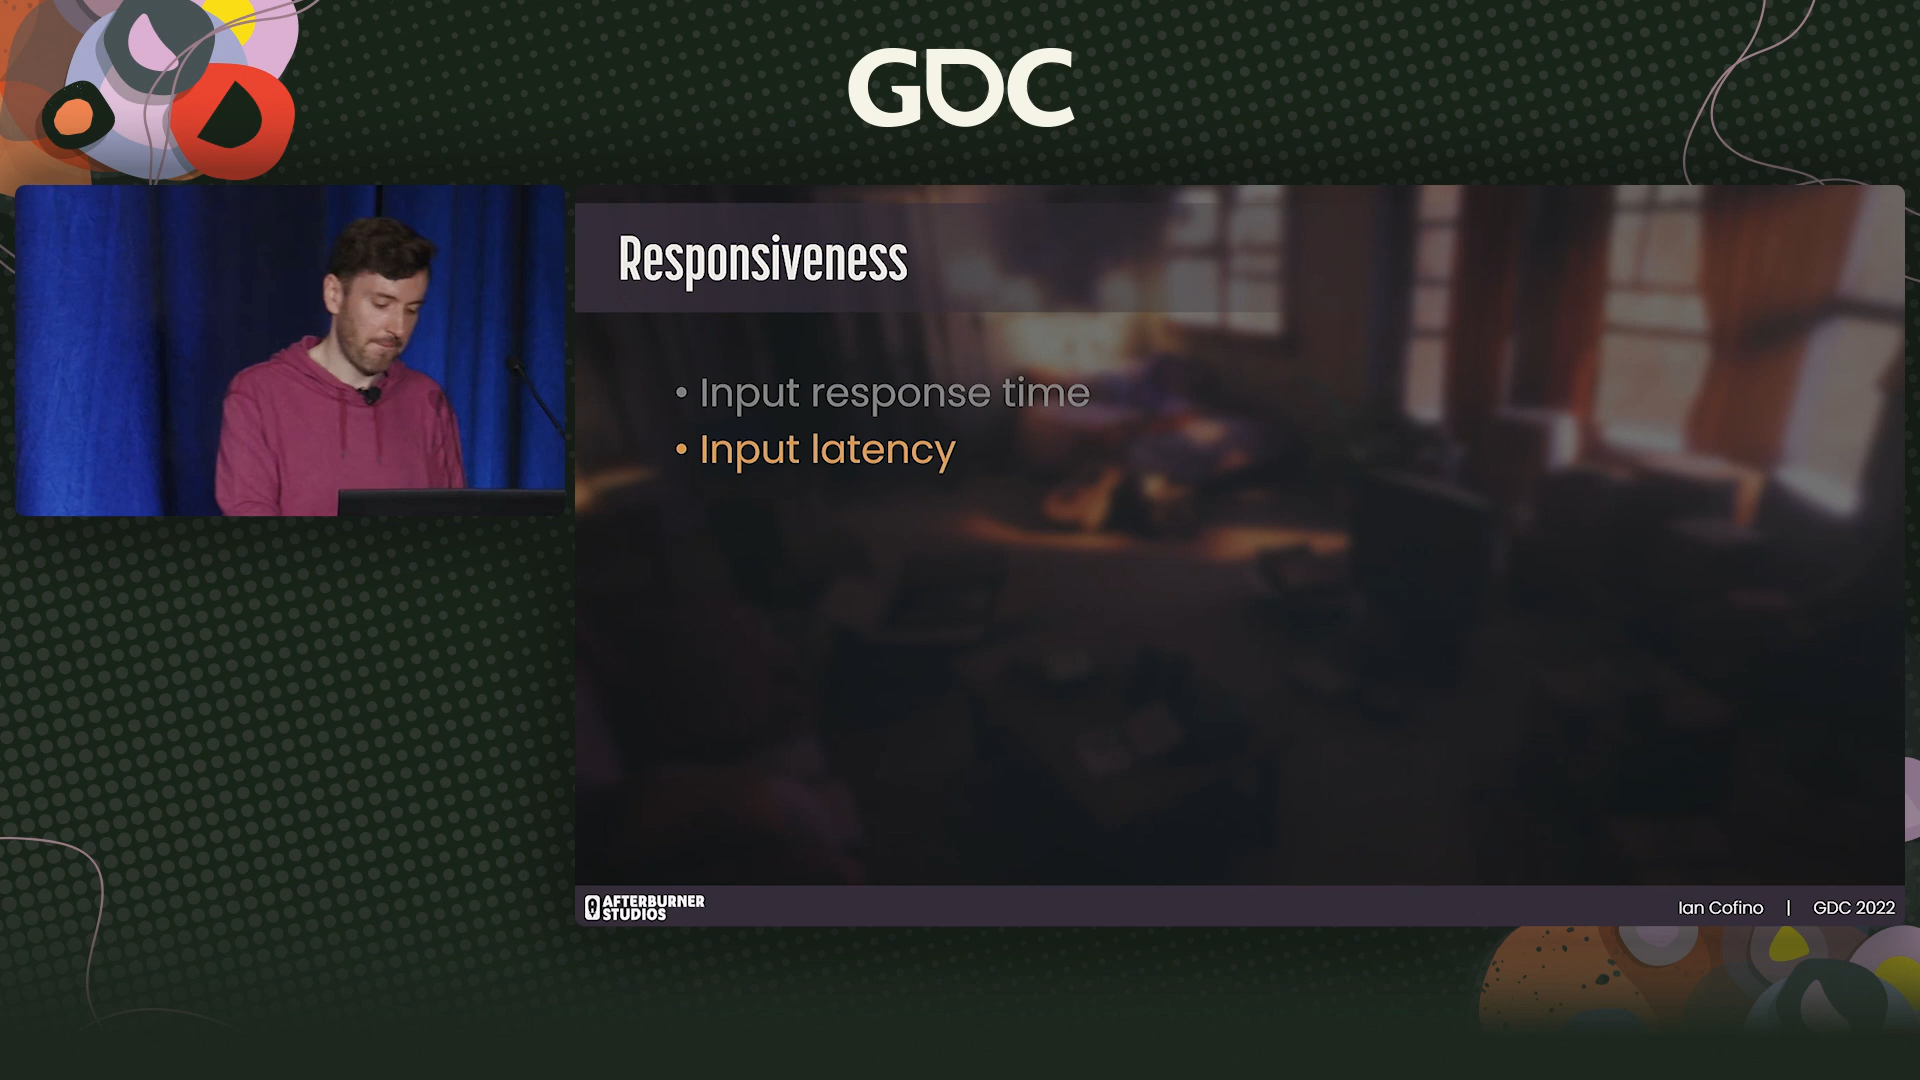 GDC
Responsiveness
• Input response time
• Input latency
AFTERBURNER
STUDIOS
Ian Cofino | GDC 2022